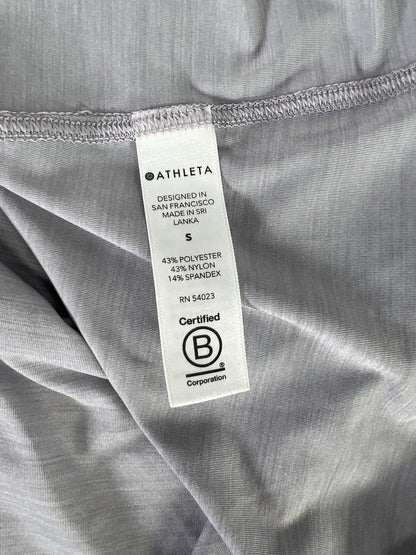 ATHLETA
DESIGNED IN
SAN FRANCISCO
MADE IN SRI
LANKA
S
43% POLYESTER
43% NYLON
14% SPANDEX
RN 54023
Certified
B
®
Corporation